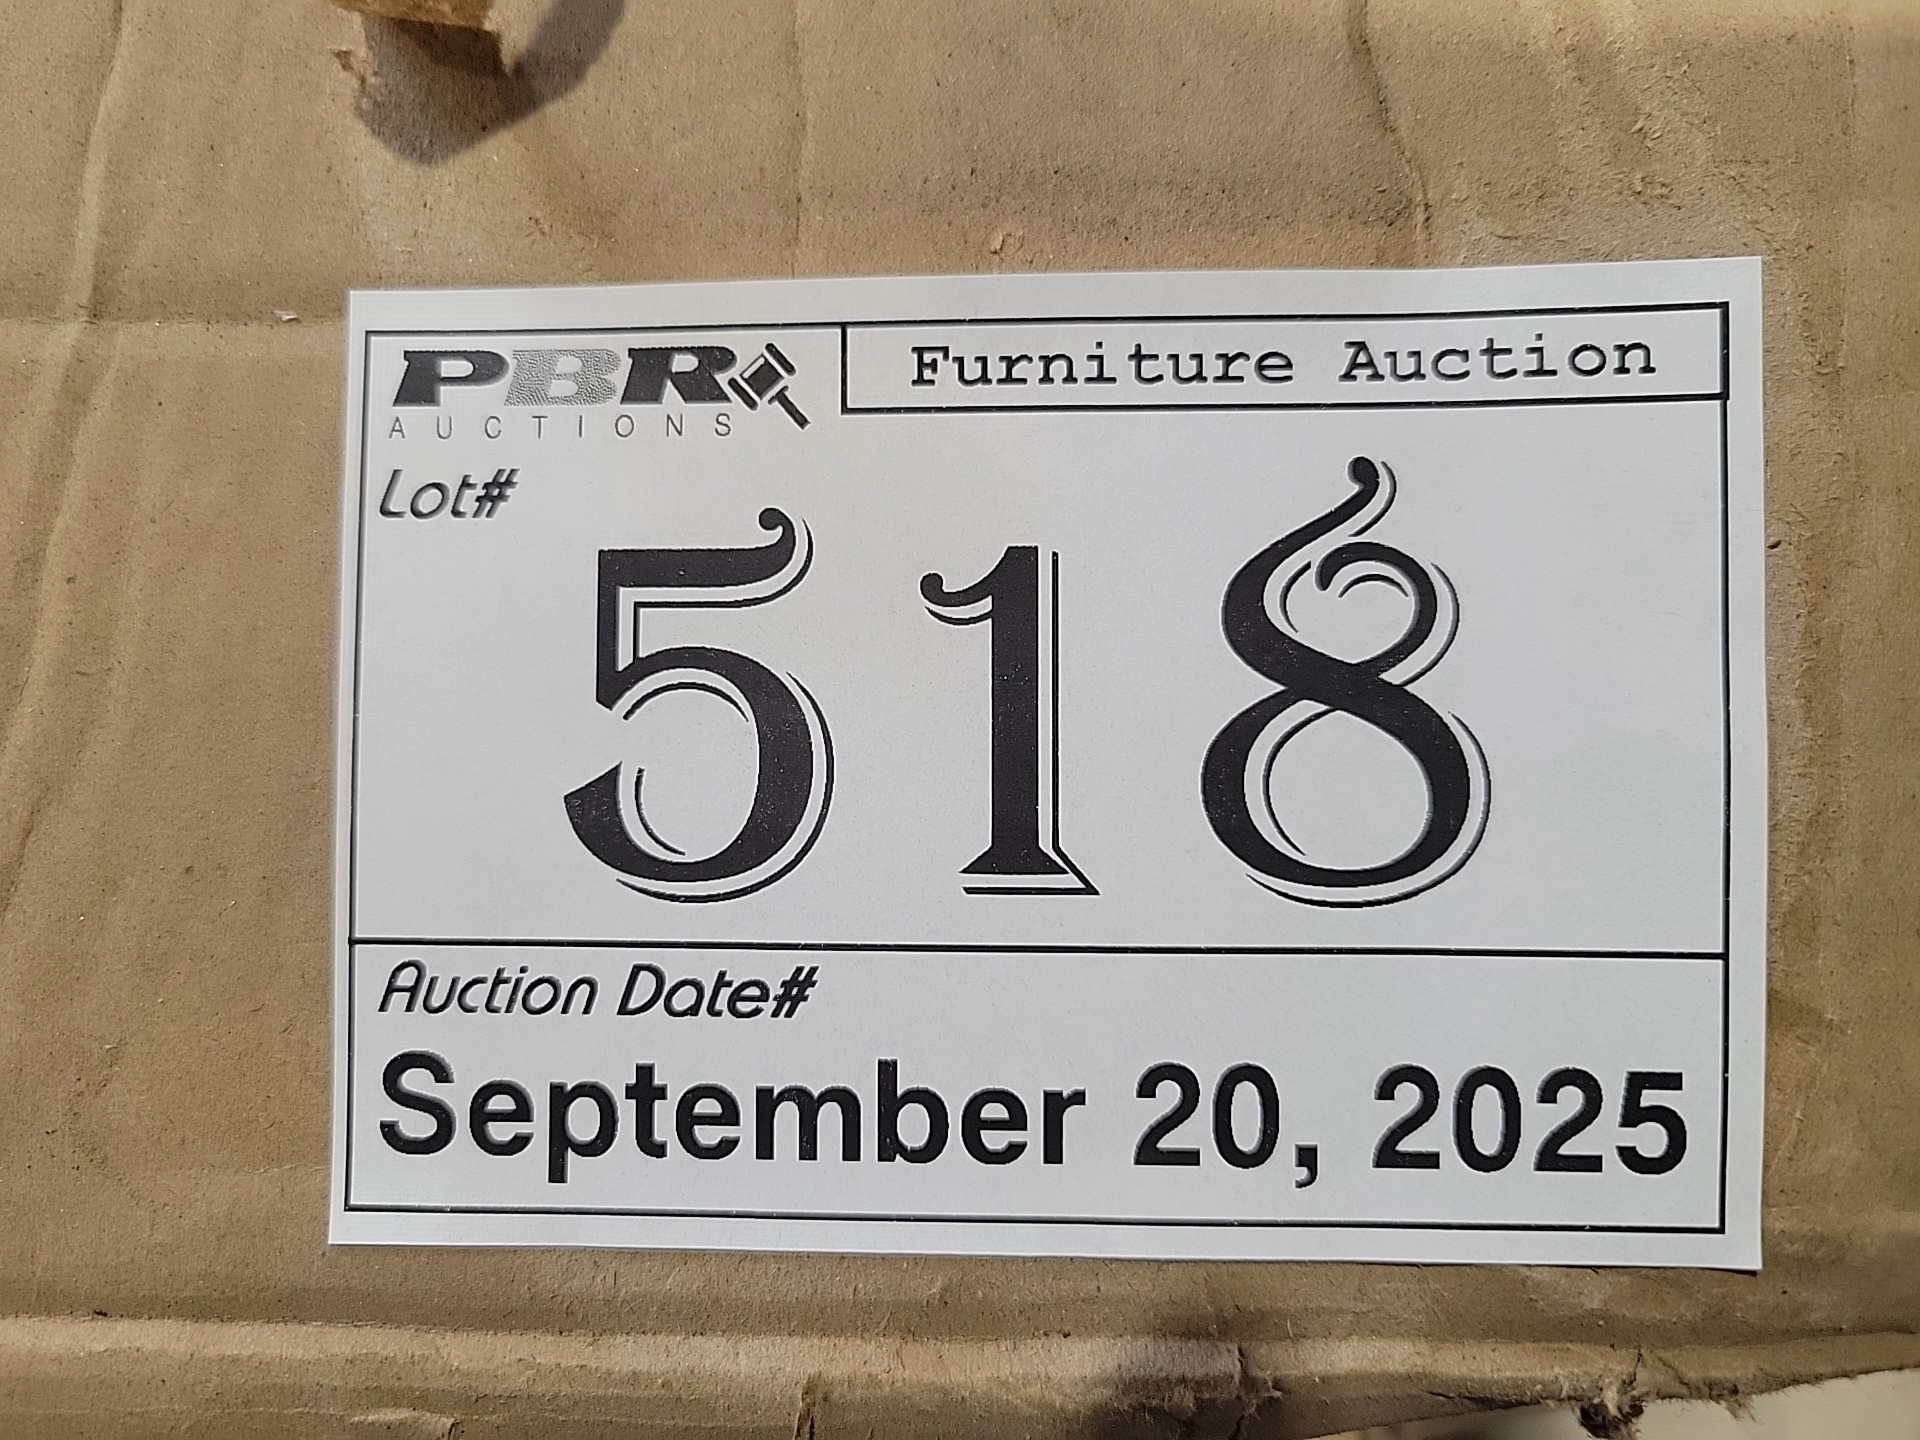 PBR
AUCTIONS
Furniture Auction
Lot#
518
Auction Date#
September 20, 2025